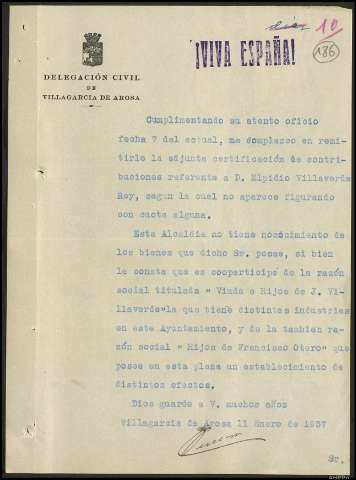 10
¡VIVA ESPAÑA!
186
DELEGACIÓN CIVIL
DE
VILLAGARCIA DE AROSA
Cumplimentando su atento oficio
fecha 7 del actual, me complazco en remi-
tirle la adjunta certificación de contri-
buciones referente a D. Elpidio Villaverde
Rey, segun la cual no aparece figurando
con cuota alguna.
Esta Alcaldia no tiene conocimiento de
los bienes que dicho Sr. posee, si bien
le consta que es cooparticipe de la razón
social titulada " Viuda e Hijos de J. Vi-
llaverde"la que tiene distintas industrias
en este Ayuntamiento, y de la tambien ra-
zón social " Hijos de Francisco Otero" que
posee en esta plaza un establecimiento de
distintos efectos.
Dios guarde a V. muchos años
Villagarcia de Arosa 11 Enero de 1937
Sr.